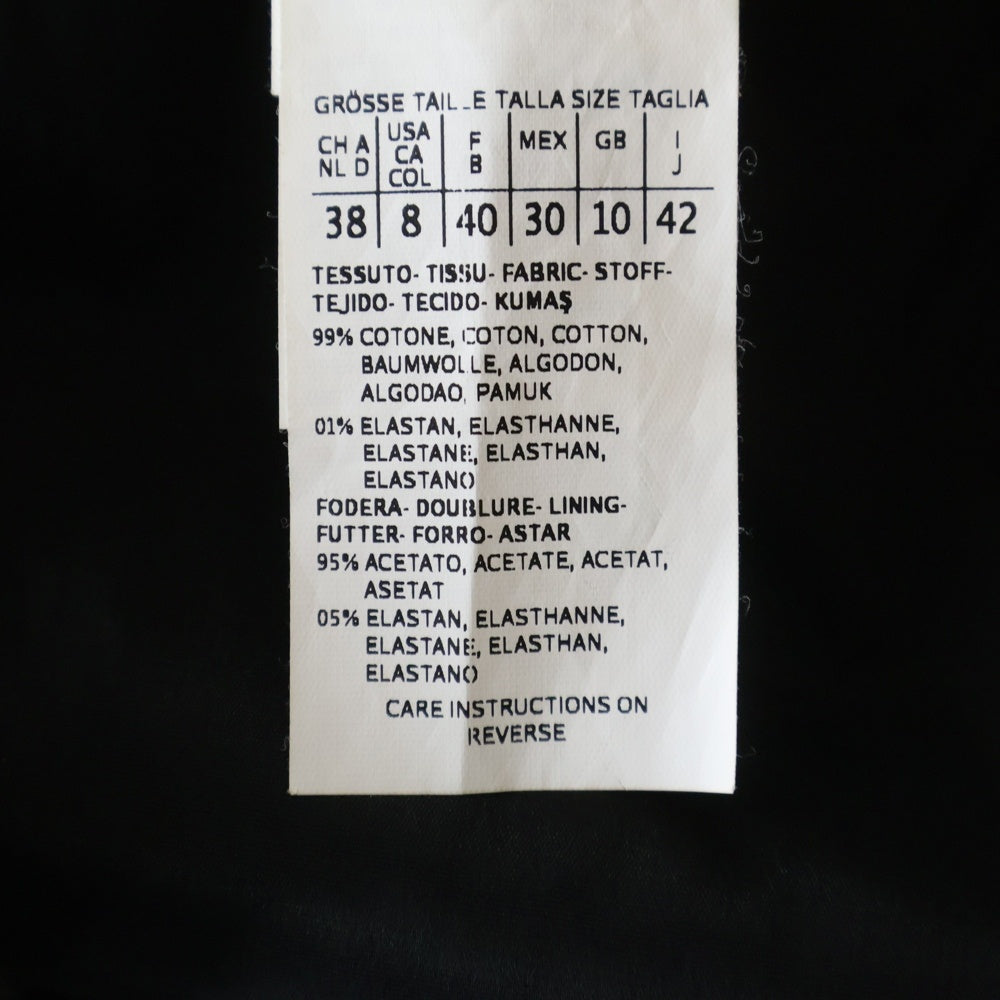 GRÖSSE TAILLE TALLA SIZE TAGLIA
CH A NL D | USA CA COL | F B | MEX | GB | I J
38 | 8 | 40 | 30 | 10 | 42
TESSUTO- TISSU- FABRIC- STOFF-
TEJIDO- TECIDO- KUMAŞ
99% COTONE, COTON, COTTON,
BAUMWOLLE, ALGODON,
ALGODAO, PAMUK
01% ELASTAN, ELASTHANNE,
ELASTANE, ELASTHAN,
ELASTANO
FODERA- DOUBLURE- LINING-
FUTTER- FORRO- ASTAR
95% ACETATO, ACETATE, ACETAT,
ASETAT
05% ELASTAN, ELASTHANNE,
ELASTANE, ELASTHAN,
ELASTANO
CARE INSTRUCTIONS ON
REVERSE